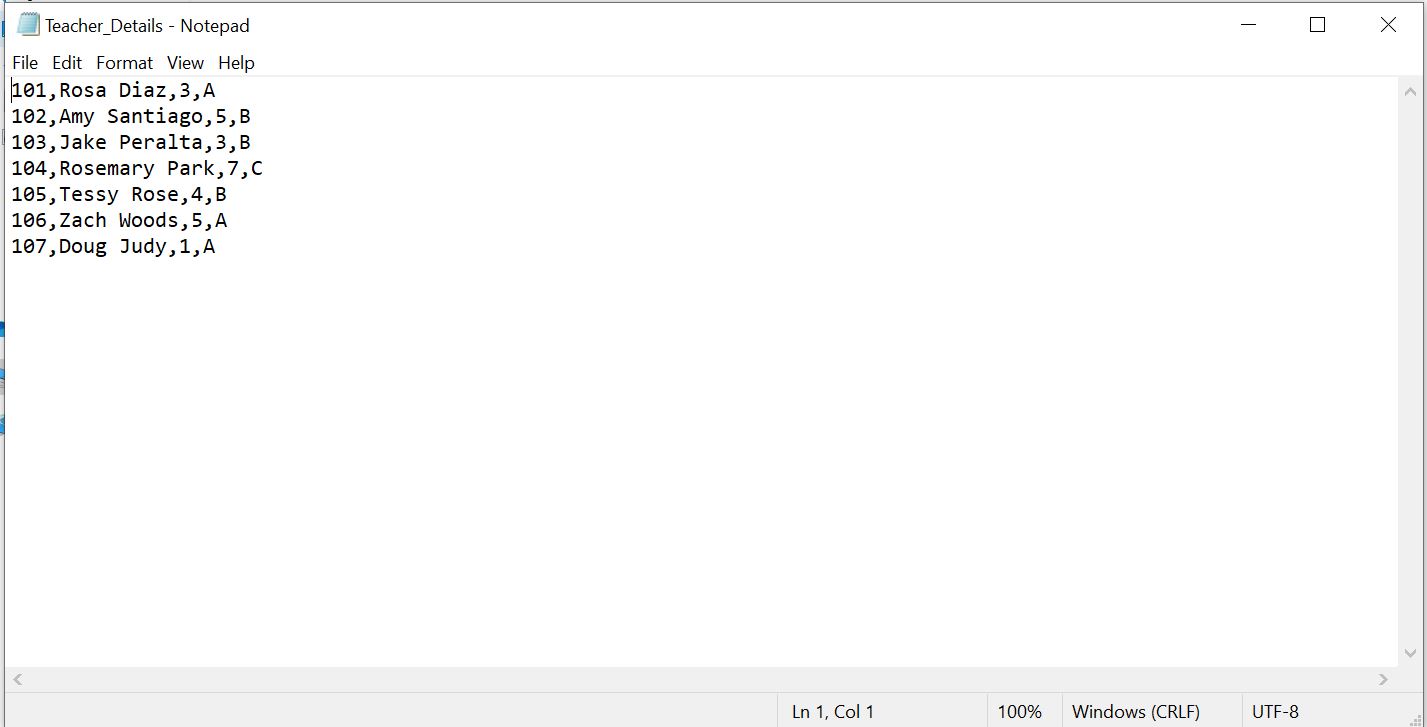 Teacher_Details - Notepad
File Edit Format View Help
101,Rosa Diaz,3,A
102,Amy Santiago,5,B
103,Jake Peralta,3,B
104,Rosemary Park,7,C
105,Tessy Rose,4,B
106,Zach Woods,5,A
107,Doug Judy,1,A
Ln 1, Col 1 100% Windows (CRLF) UTF-8